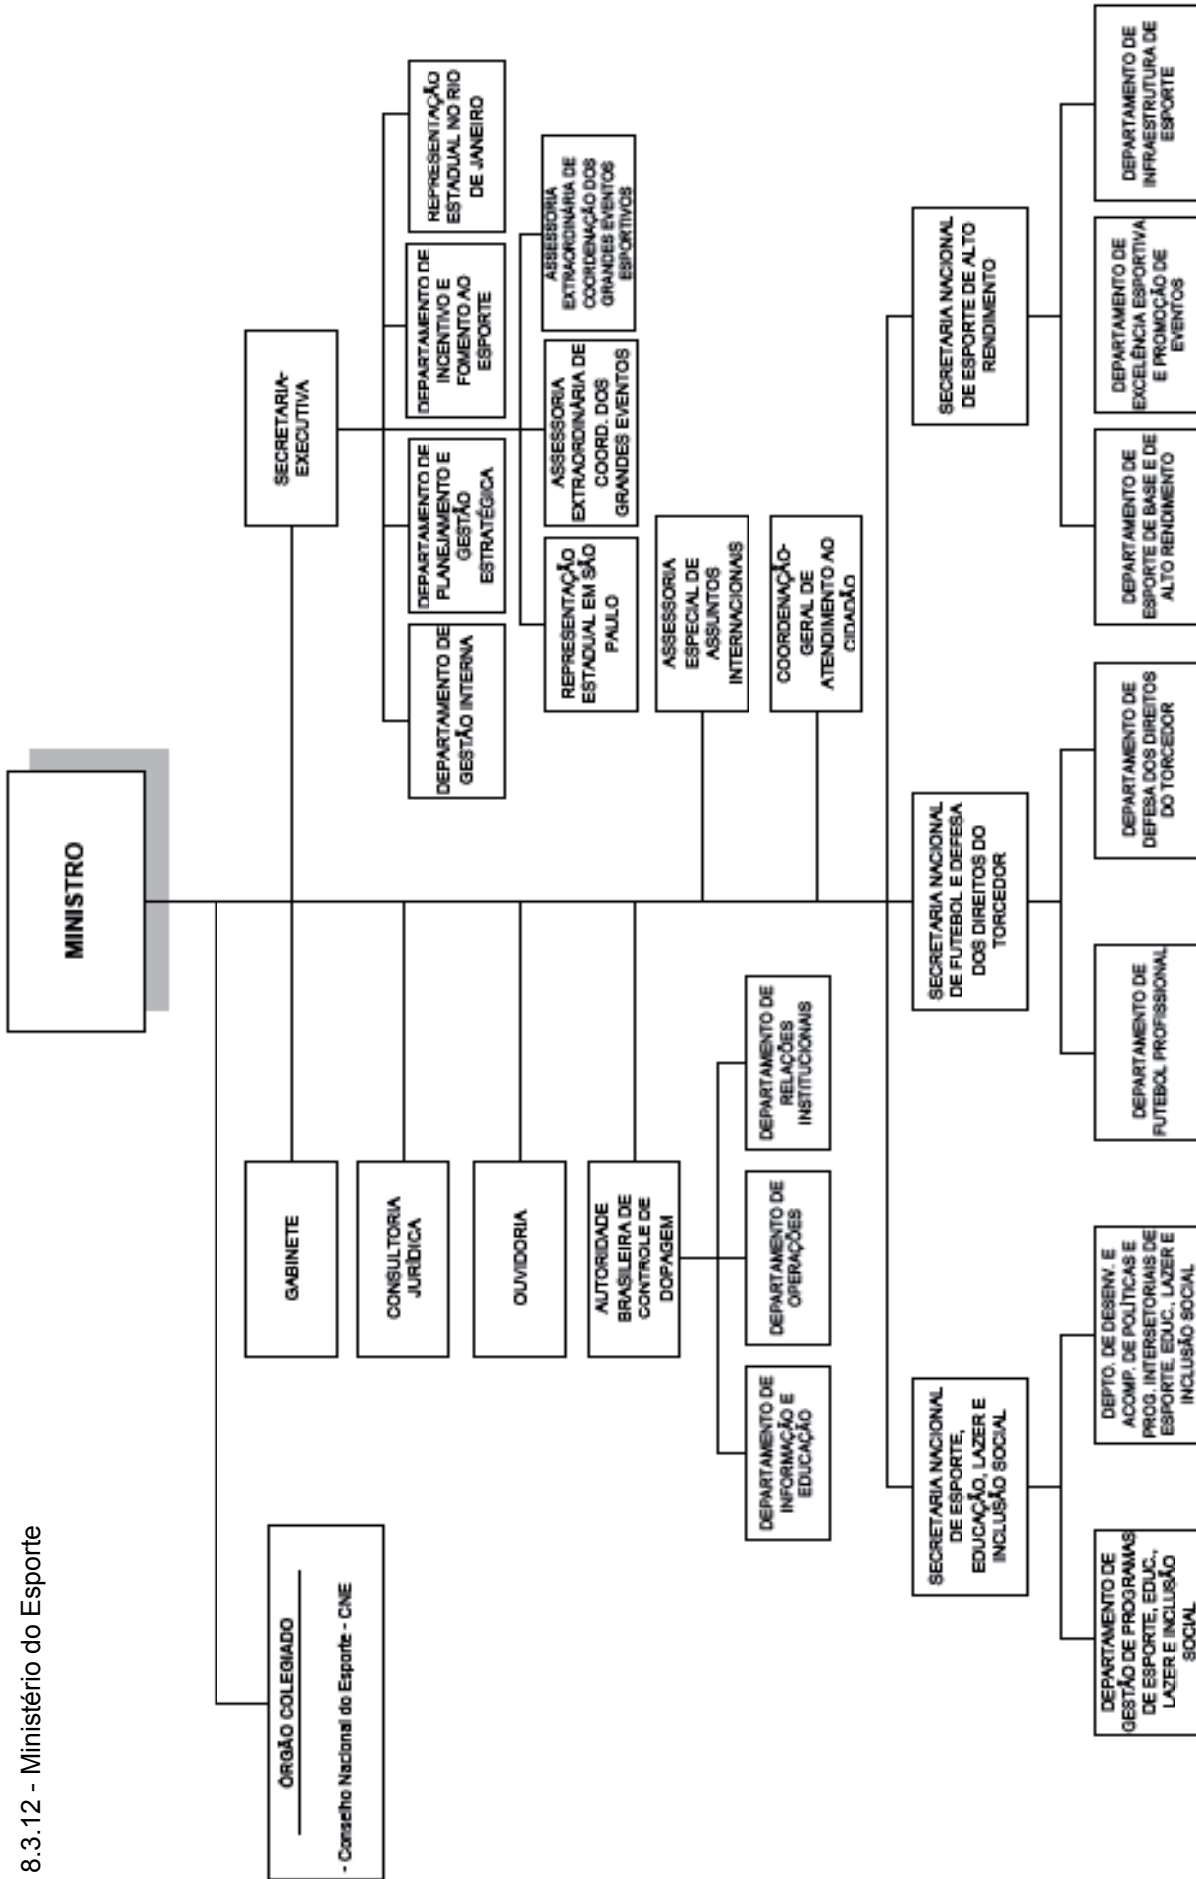 8.3.12 - Ministério do Esporte
MINISTRO
ÓRGÃO COLEGIADO
- Conselho Nacional do Esporte - CNE
GABINETE
SECRETARIA-
EXECUTIVA
CONSULTORIA
JURÍDICA
DEPARTAMENTO DE
GESTÃO INTERNA
DEPARTAMENTO DE
PLANEJAMENTO E
GESTÃO
ESTRATÉGICA
DEPARTAMENTO DE
INCENTIVO E
FOMENTO AO
ESPORTE
REPRESENTAÇÃO
ESTADUAL NO RIO
DE JANEIRO
OUVIDORIA
REPRESENTAÇÃO
ESTADUAL EM SÃO
PAULO
ASSESSORIA
EXTRAORDINÁRIA DE
COORD. DOS
GRANDES EVENTOS
ASSESSORIA
EXTRAORDINÁRIA DE
COORDENAÇÃO DOS
GRANDES EVENTOS
ESPORTIVOS
AUTORIDADE
BRASILEIRA DE
CONTROLE DE
DOPAGEM
ASSESSORIA
ESPECIAL DE
ASSUNTOS
INTERNACIONAIS
DEPARTAMENTO DE
INFORMAÇÃO E
EDUCAÇÃO
DEPARTAMENTO DE
OPERAÇÕES
DEPARTAMENTO DE
RELAÇÕES
INSTITUCIONAIS
COORDENAÇÃO-
GERAL DE
ATENDIMENTO AO
CIDADÃO
SECRETARIA NACIONAL
DE ESPORTE,
EDUCAÇÃO, LAZER E
INCLUSÃO SOCIAL
SECRETARIA NACIONAL
DE FUTEBOL E DEFESA
DOS DIREITOS DO
TORCEDOR
SECRETARIA NACIONAL
DE ESPORTE DE ALTO
RENDIMENTO
DEPARTAMENTO DE
GESTÃO DE PROGRAMAS
DE ESPORTE, EDUC.,
LAZER E INCLUSÃO
SOCIAL
DEPTO. DE DESENV. E
ACOMP. DE POLÍTICAS E
PROG. INTERSETORIAIS DE
ESPORTE, EDUC., LAZER E
INCLUSÃO SOCIAL
DEPARTAMENTO DE
FUTEBOL PROFISSIONAL
DEPARTAMENTO DE
DEFESA DOS DIREITOS
DO TORCEDOR
DEPARTAMENTO DE
ESPORTE DE BASE E DE
ALTO RENDIMENTO
DEPARTAMENTO DE
EXCELÊNCIA ESPORTIVA
E PROMOÇÃO DE
EVENTOS
DEPARTAMENTO DE
INFRAESTRUTURA DE
ESPORTE